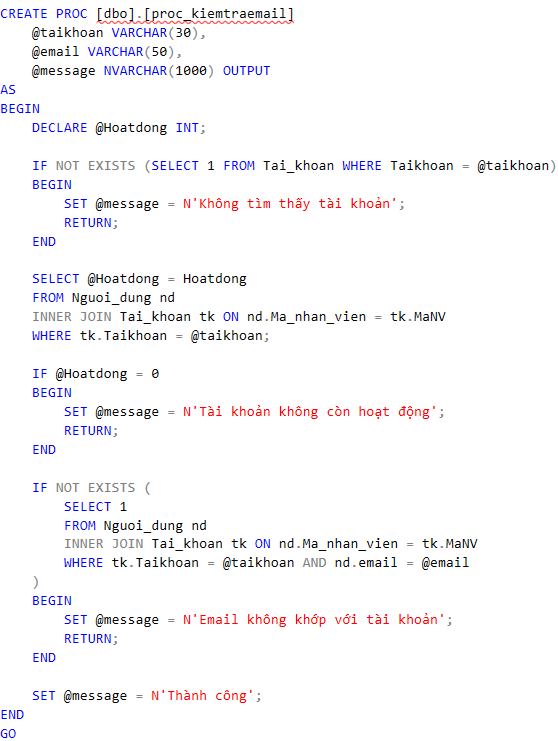 CREATE PROC [dbo].[proc_kiemtraemail]
    @taikhoan VARCHAR(30),
    @email VARCHAR(50),
    @message NVARCHAR(1000) OUTPUT
AS
BEGIN
    DECLARE @Hoatdong INT;

    IF NOT EXISTS (SELECT 1 FROM Tai_khoan WHERE Taikhoan = @taikhoan)
    BEGIN
        SET @message = N'Không tìm thấy tài khoản';
        RETURN;
    END

    SELECT @Hoatdong = Hoatdong
    FROM Nguoi_dung nd
    INNER JOIN Tai_khoan tk ON nd.Ma_nhan_vien = tk.MaNV
    WHERE tk.Taikhoan = @taikhoan;

    IF @Hoatdong = 0
    BEGIN
        SET @message = N'Tài khoản không còn hoạt động';
        RETURN;
    END

    IF NOT EXISTS (
        SELECT 1
        FROM Nguoi_dung nd
        INNER JOIN Tai_khoan tk ON nd.Ma_nhan_vien = tk.MaNV
        WHERE tk.Taikhoan = @taikhoan AND nd.email = @email
    )
    BEGIN
        SET @message = N'Email không khớp với tài khoản';
        RETURN;
    END

    SET @message = N'Thành công';
END
GO